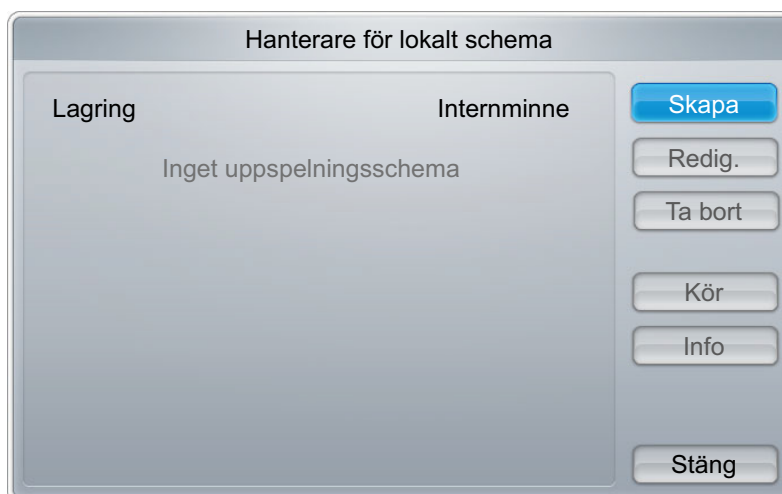 Hanterare för lokalt schema
Lagring Internminne
Inget uppspelningsschema
Skapa
Redig.
Ta bort
Kör
Info
Stäng